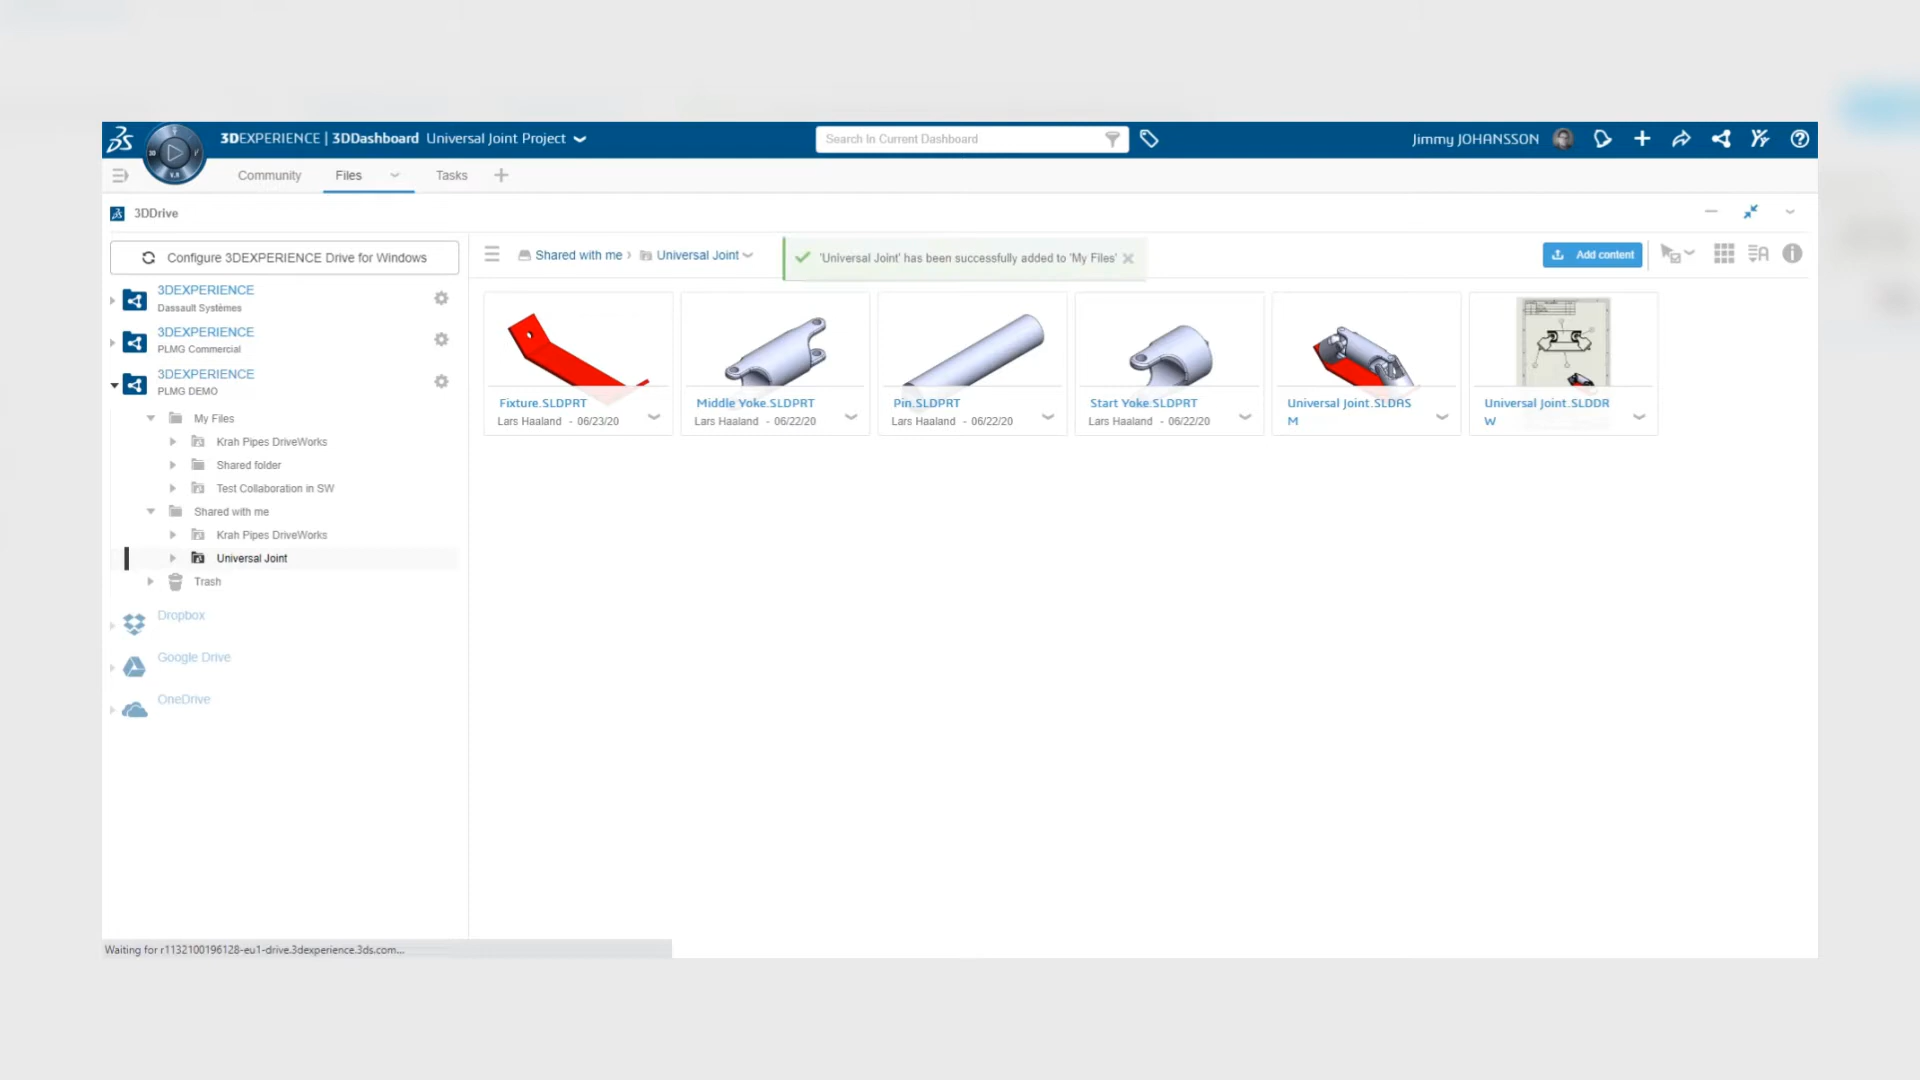 3DEXPERIENCE | 3DDashboard Universal Joint Project
Search In Current Dashboard
Jimmy JOHANSSON
3D
V.R
Community
Files
Tasks
3DDrive
Configure 3DEXPERIENCE Drive for Windows
Shared with me
Universal Joint
'Universal Joint' has been successfully added to 'My Files'
Add content
3DEXPERIENCE
Dassault Systèmes
3DEXPERIENCE
PLMG Commercial
3DEXPERIENCE
PLMG DEMO
My Files
Krah Pipes DriveWorks
Shared folder
Test Collaboration in SW
Shared with me
Krah Pipes DriveWorks
Universal Joint
Trash
Dropbox
Google Drive
OneDrive
Fixture.SLDPRT
Lars Haaland - 06/23/20
Middle Yoke.SLDPRT
Lars Haaland - 06/22/20
Pin.SLDPRT
Lars Haaland - 06/22/20
Start Yoke.SLDPRT
Lars Haaland - 06/22/20
Universal Joint.SLDAS
M
Universal Joint.SLDDR
W
Waiting for r1132100196128-eu1-drive.3dexperience.3ds.com...